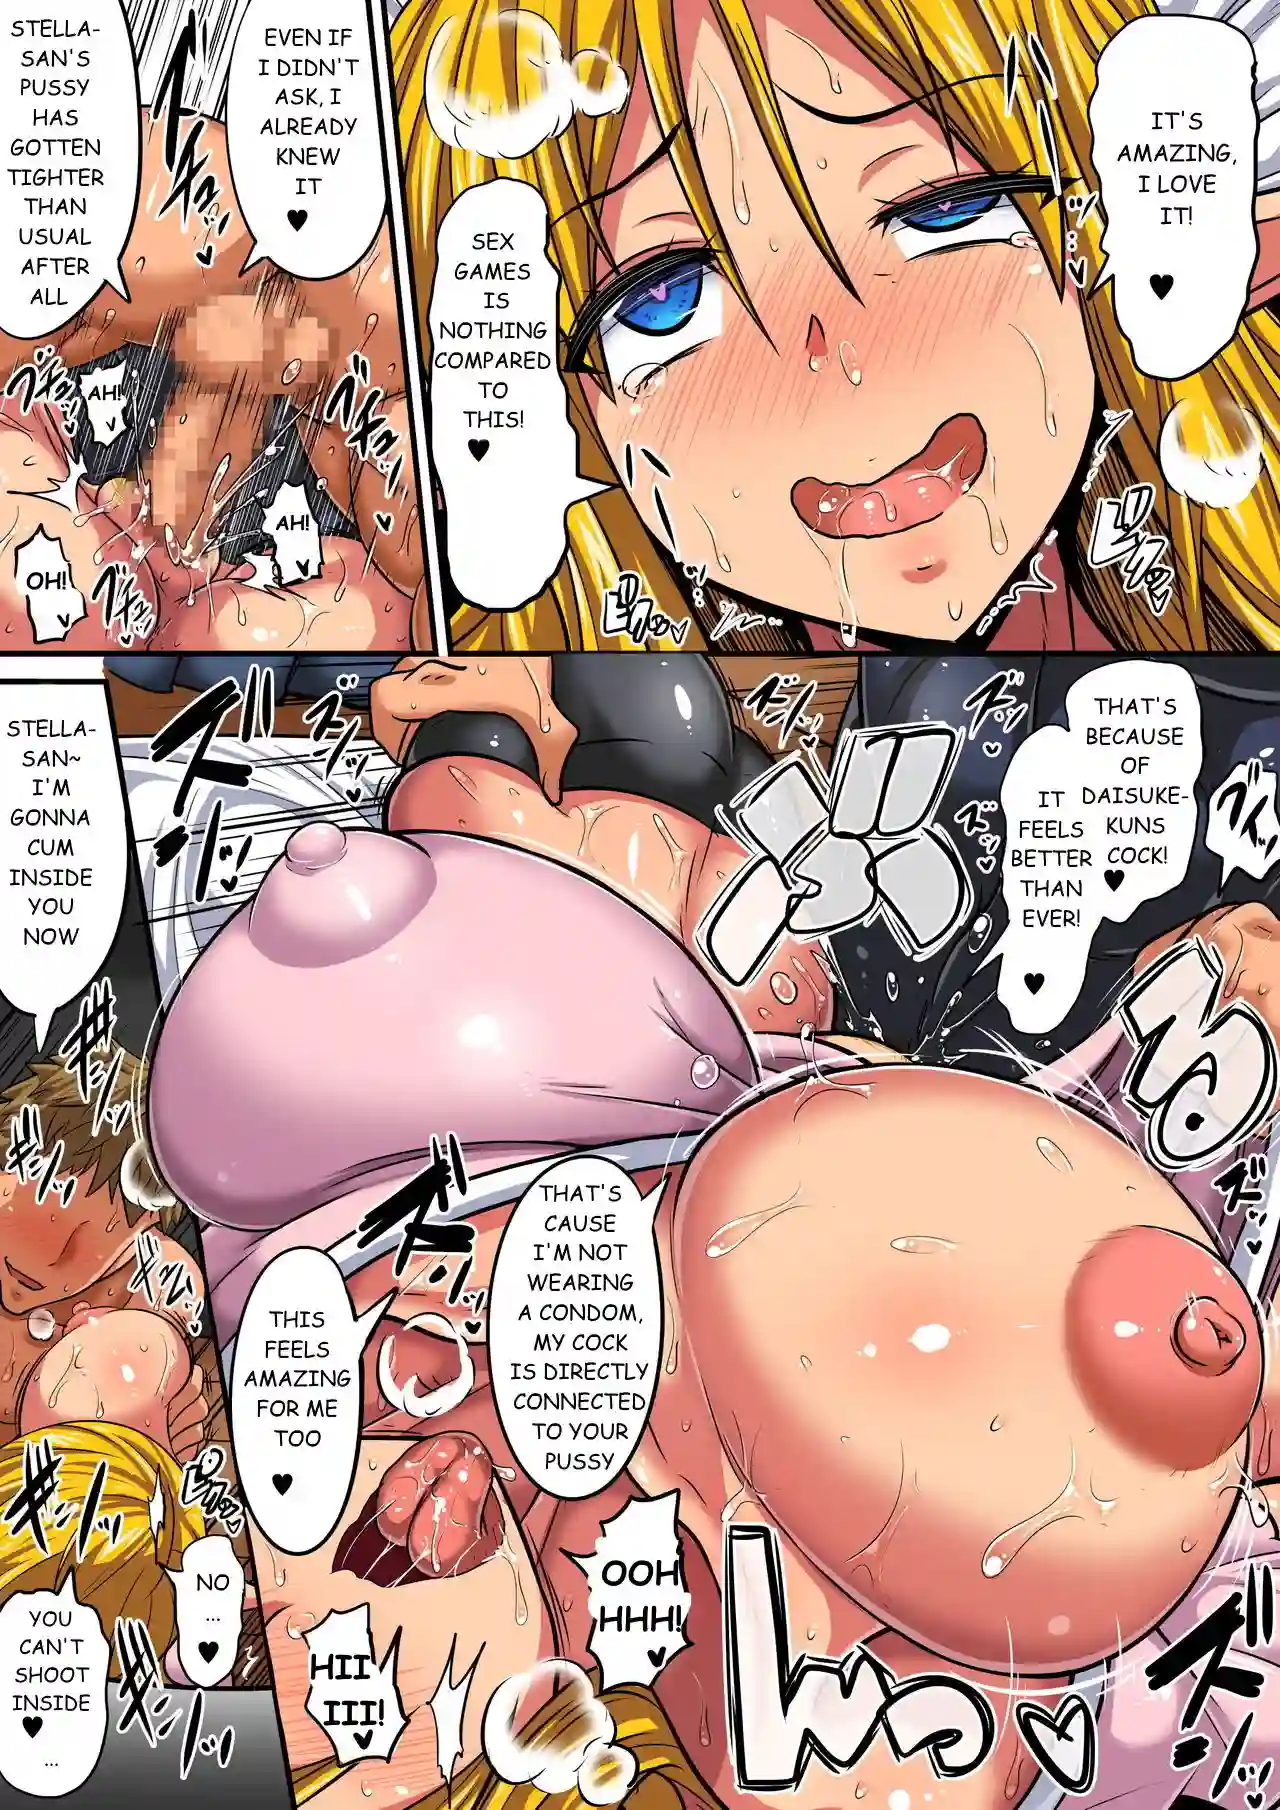 IT'S
AMAZING,
I LOVE
IT!
♥
SEX
GAMES
IS
NOTHING
COMPARED
TO
THIS!
♥
EVEN IF
I DIDN'T
ASK, I
ALREADY
KNEW
IT
♥
STELLA-
SAN'S
PUSSY
HAS
GOTTEN
TIGHTER
THAN
USUAL
AFTER
ALL
AH!
AH!
OH!
THAT'S
BECAUSE
OF
DAISUKE-
KUNS
COCK!
♥
IT
FEELS
BETTER
THAN
EVER!
♥
THAT'S
CAUSE
I'M NOT
WEARING
A CONDOM,
MY COCK
IS DIRECTLY
CONNECTED
TO YOUR
PUSSY
THIS
FEELS
AMAZING
FOR ME
TOO
♥
OOH
HHH!
HII
III!
STELLA-
SAN~
I'M
GONNA
CUM
INSIDE
YOU
NOW
NO
...
♥
YOU
CAN'T
SHOOT
INSIDE
♥
...